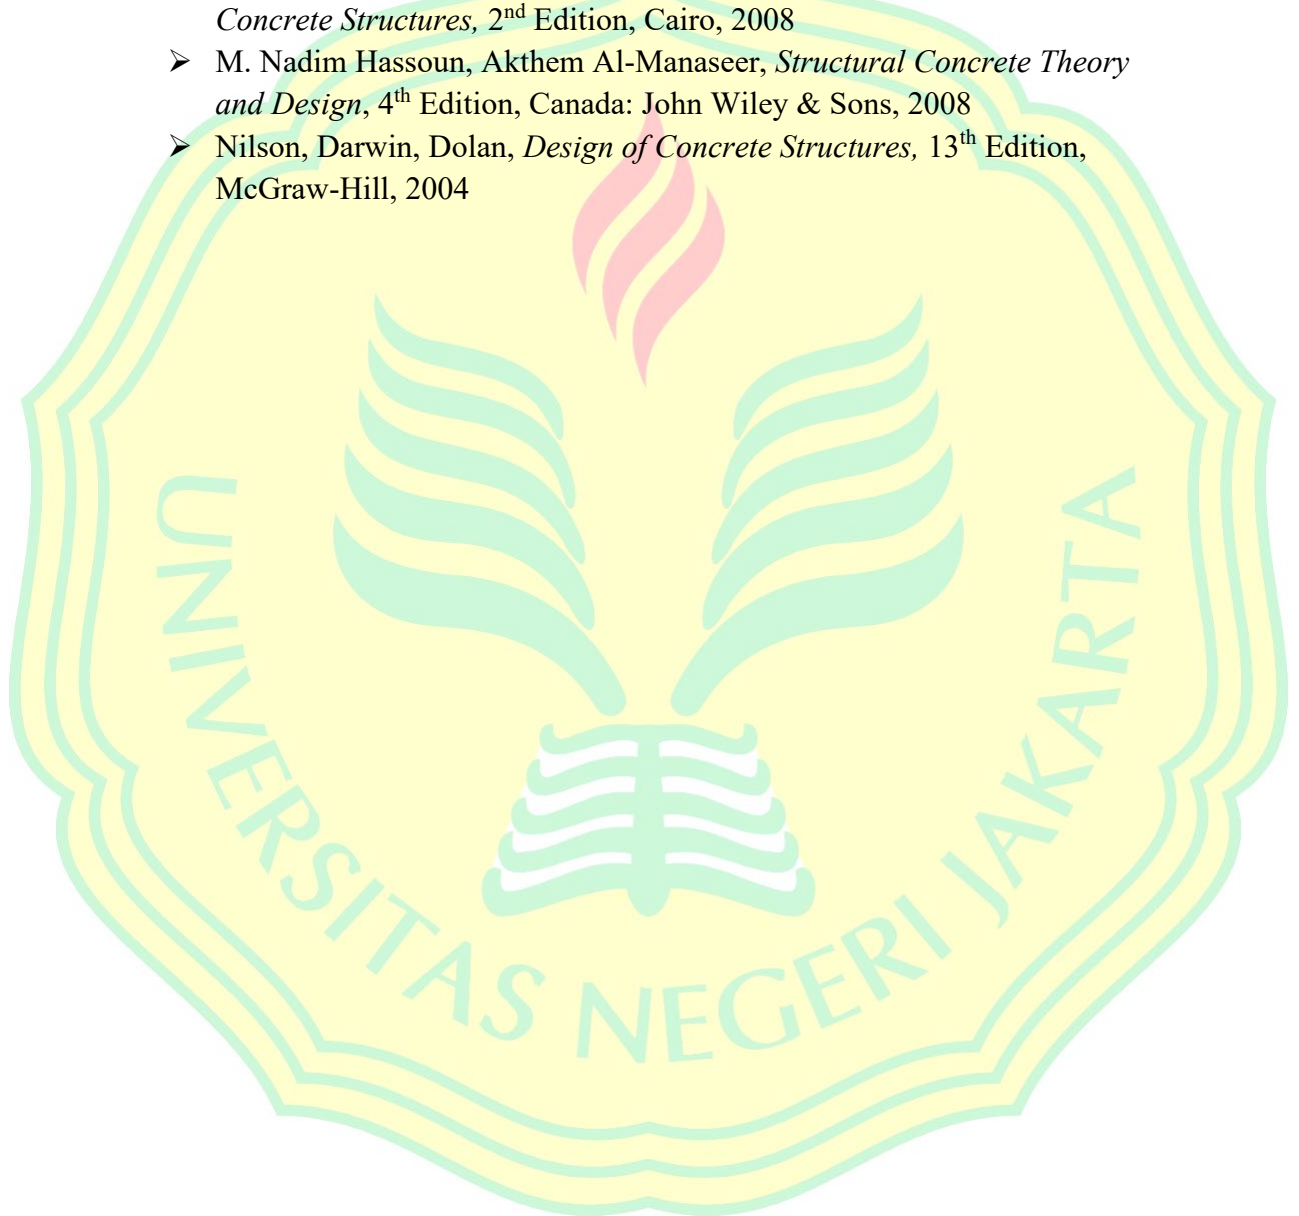 Concrete Structures, 2nd Edition, Cairo, 2008
➢ M. Nadim Hassoun, Akthem Al-Manaseer, Structural Concrete Theory
and Design, 4th Edition, Canada: John Wiley & Sons, 2008
➢ Nilson, Darwin, Dolan, Design of Concrete Structures, 13th Edition,
McGraw-Hill, 2004
UNIVERSITAS NEGERI JAKARTA